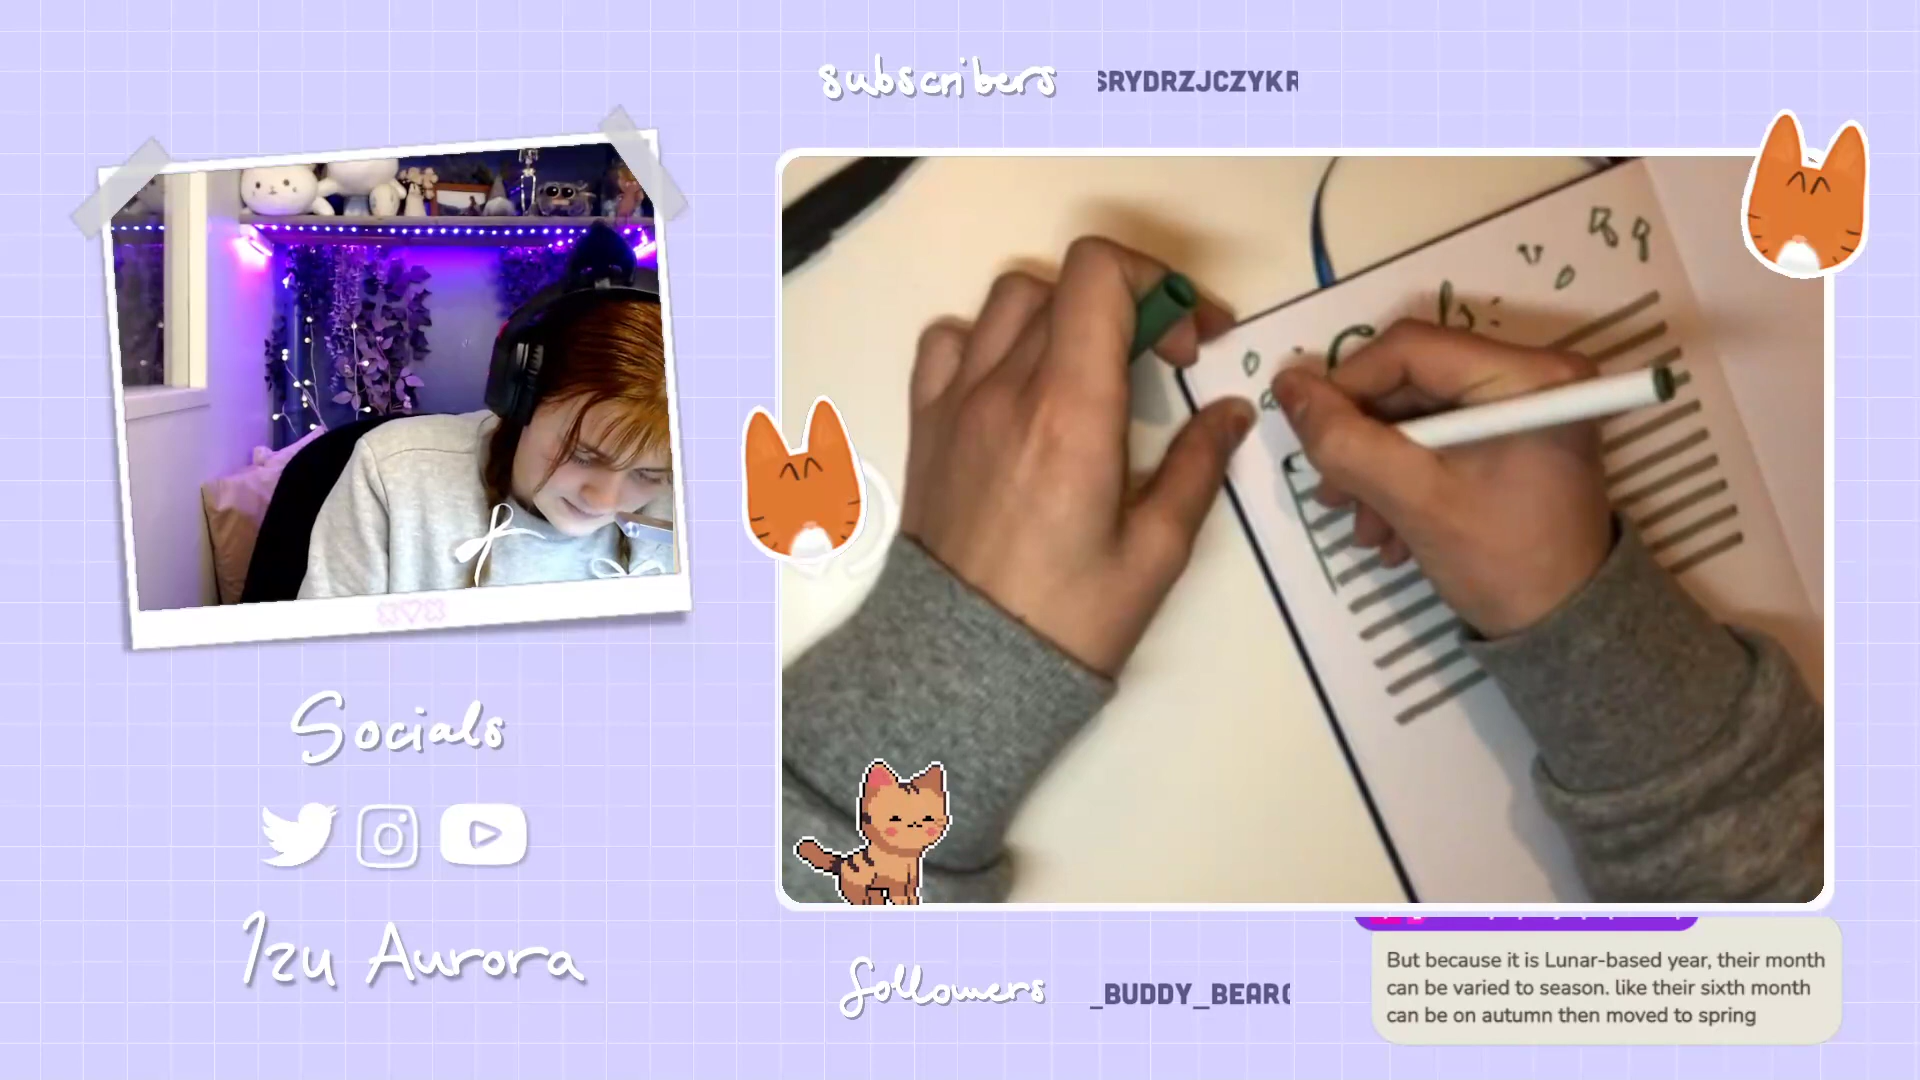 subscribers
SRYDRZJCZYKR
Socials
Izu Aurora
followers
_BUDDY_BEARC
But because it is Lunar-based year, their month
can be varied to season. like their sixth month
can be on autumn then moved to spring